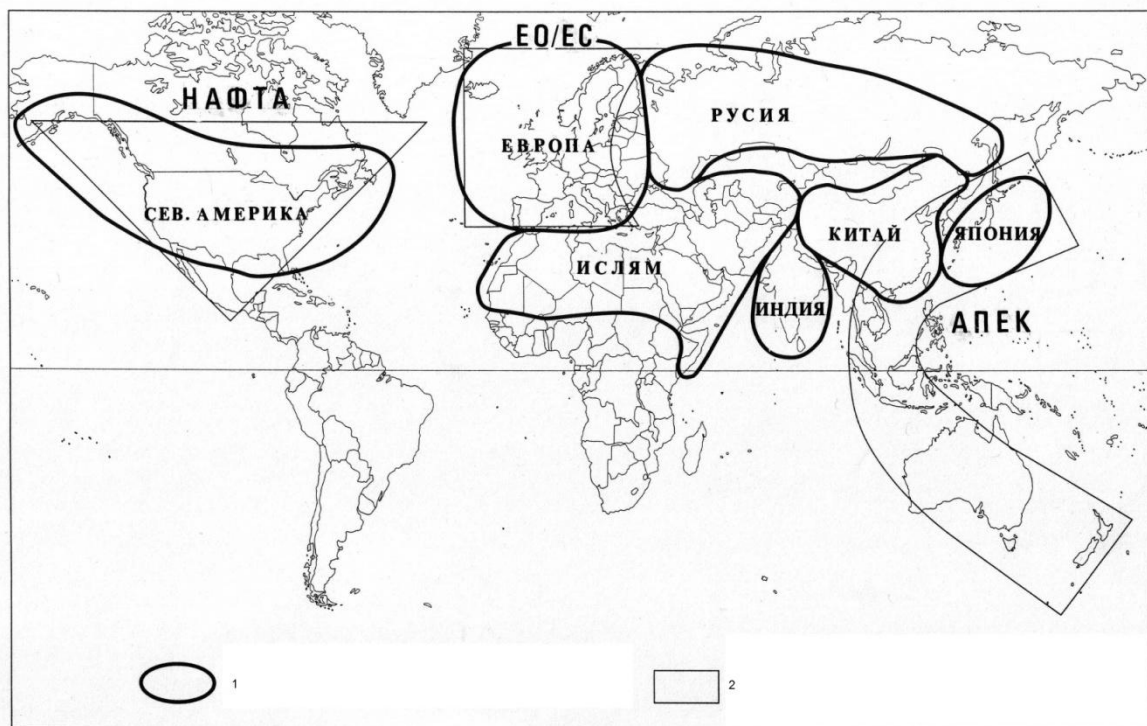 ЕО/ЕС
НАФТА
РУСИЯ
ЕВРОПА
СЕВ. АМЕРИКА
КИТАЙ
ЯПОНИЯ
ИСЛЯМ
ИНДИЯ
АПЕК
1
2